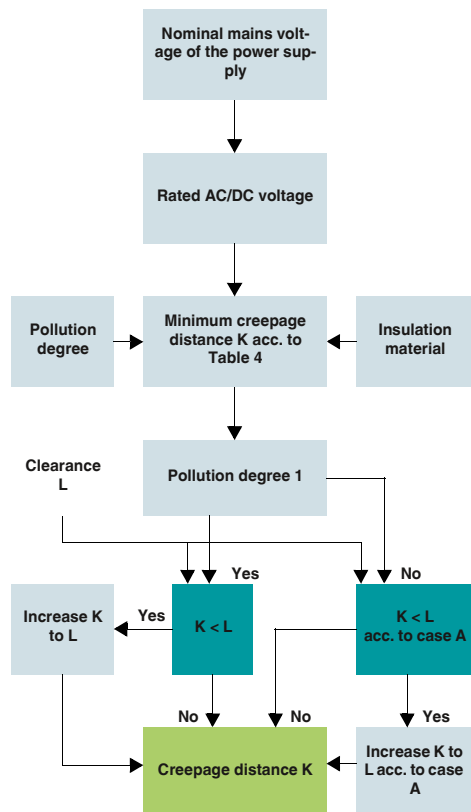 Nominal mains volt-
age of the power sup-
ply
Rated AC/DC voltage
Pollution
degree
Minimum creepage
distance K acc. to
Table 4
Insulation
material
Clearance
L
Pollution degree 1
Yes
No
Increase K
to L
Yes
K < L
K < L
acc. to case A
No
No
Yes
Creepage distance K
Increase K to
L acc. to case
A